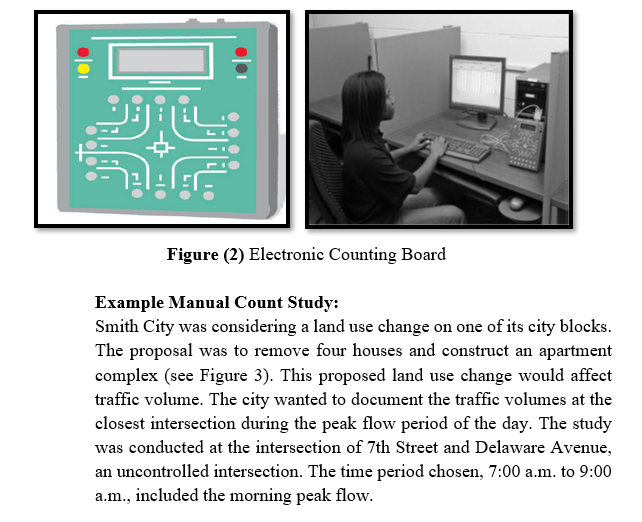 Figure (2) Electronic Counting Board
Example Manual Count Study:
Smith City was considering a land use change on one of its city blocks.
The proposal was to remove four houses and construct an apartment
complex (see Figure 3). This proposed land use change would affect
traffic volume. The city wanted to document the traffic volumes at the
closest intersection during the peak flow period of the day. The study
was conducted at the intersection of 7th Street and Delaware Avenue,
an uncontrolled intersection. The time period chosen, 7:00 a.m. to 9:00
a.m., included the morning peak flow.